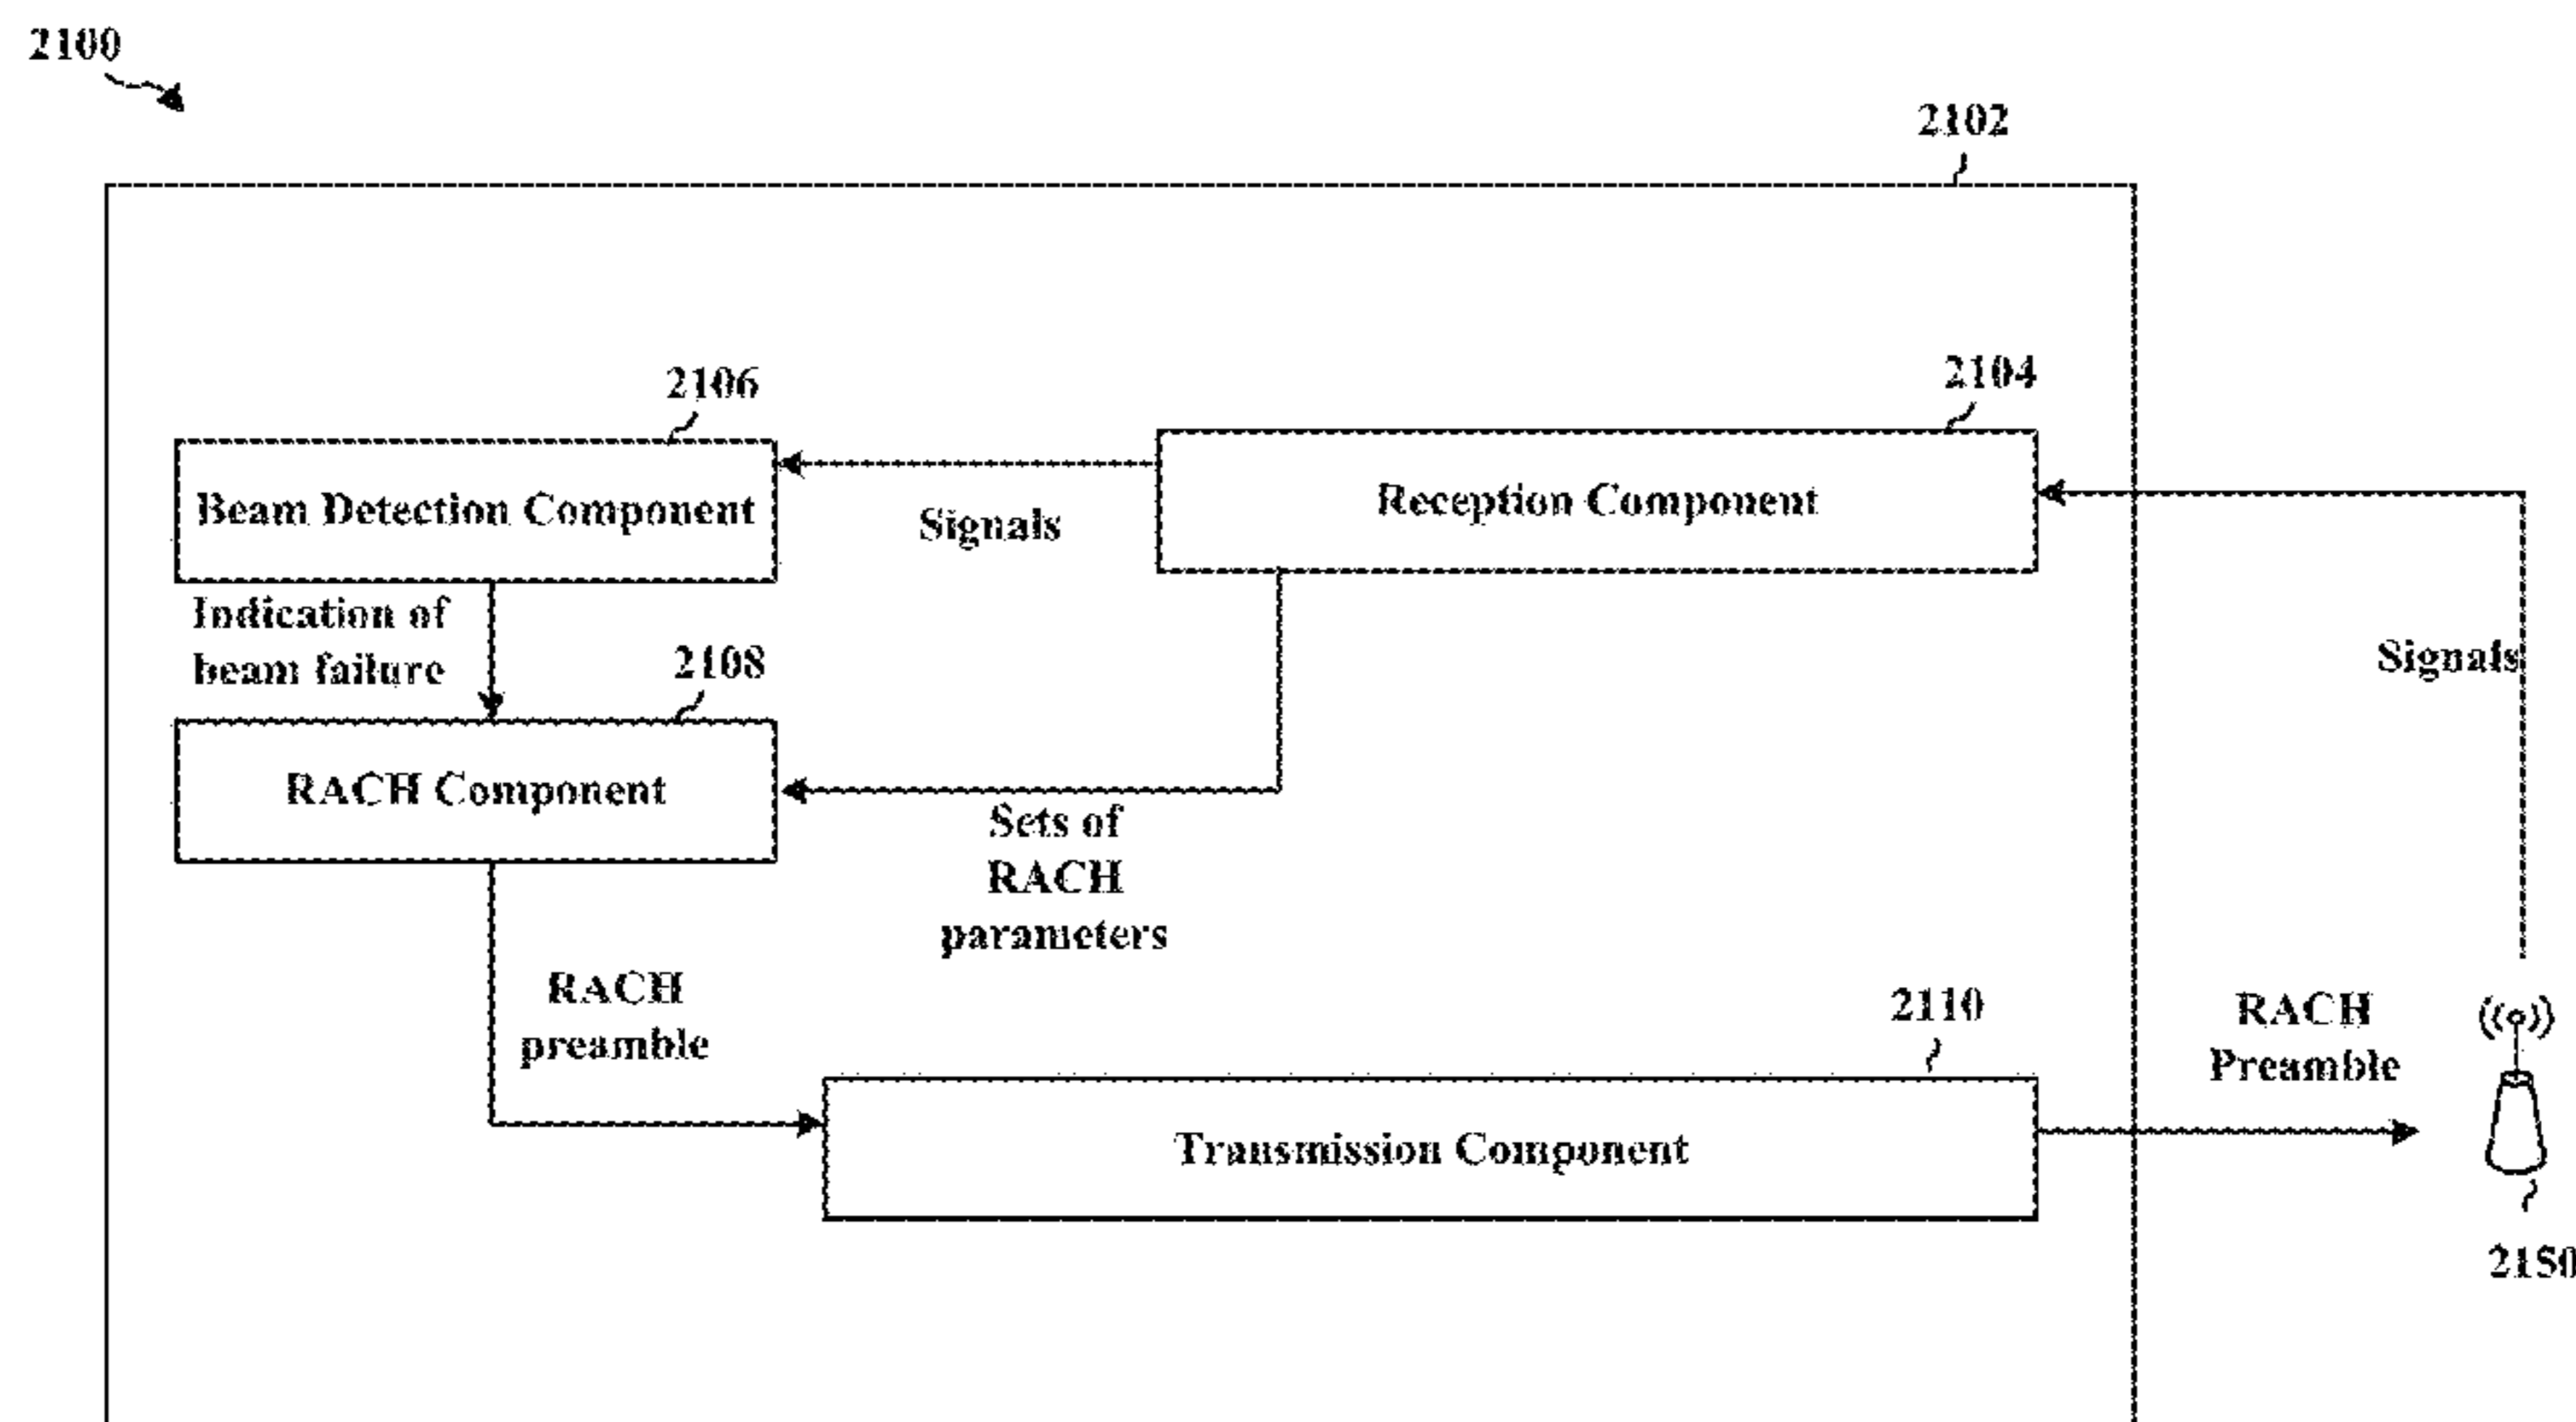 2100
2102
2106
2104
Beam Detection Component
Reception Component
Signals
Indication of
beam failure
2108
Signals
RACH Component
Sets of
RACH
parameters
RACH
preamble
2110
RACH
Preamble
Transmission Component
2150